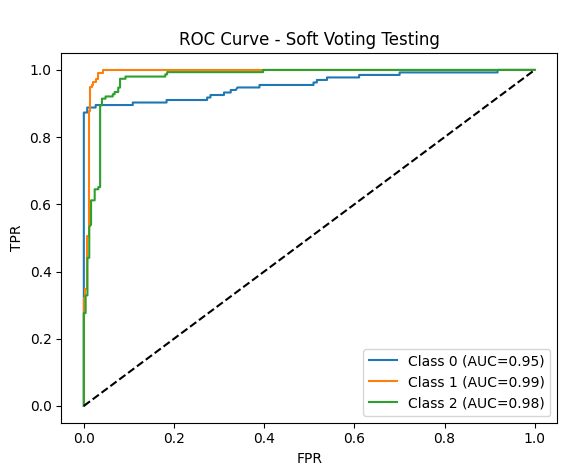 ROC Curve - Soft Voting Testing
TPR
1.0
0.8
0.6
0.4
0.2
0.0
Class 0 (AUC=0.95)
Class 1 (AUC=0.99)
Class 2 (AUC=0.98)
0.0 0.2 0.4 0.6 0.8 1.0
FPR